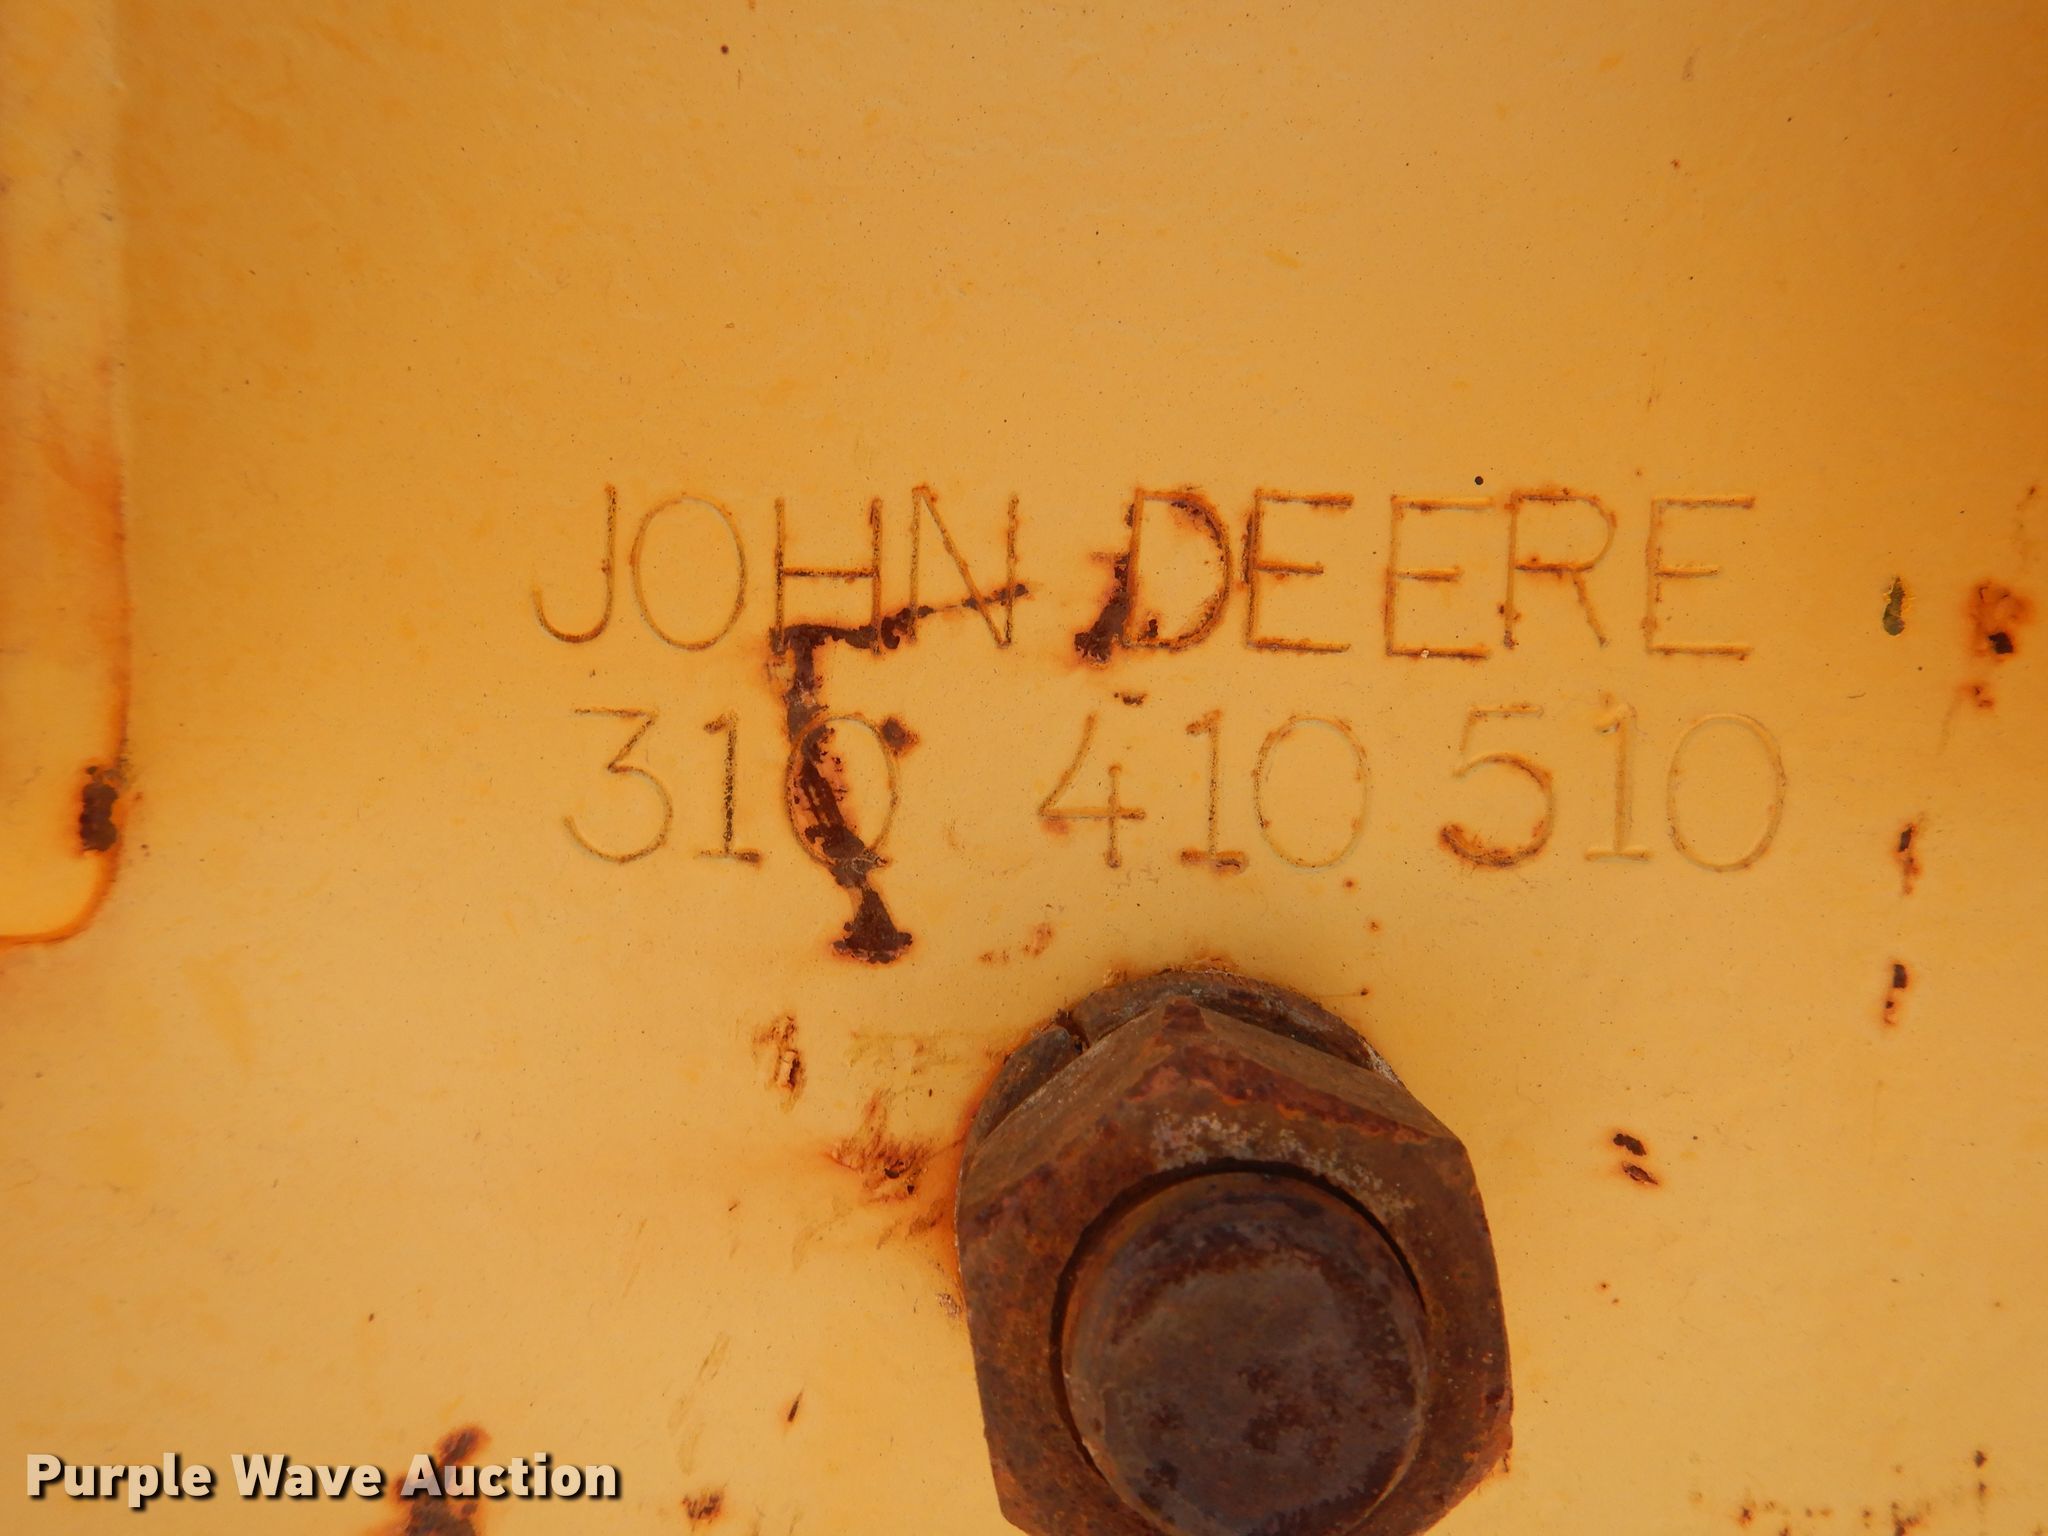 JOHN DEERE
310 410 510
Purple Wave Auction